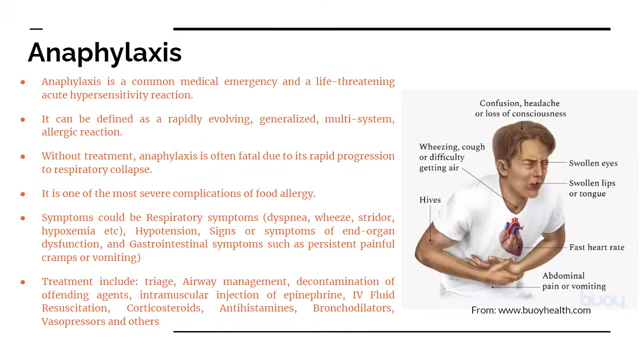 Anaphylaxis
● Anaphylaxis is a common medical emergency and a life-threatening
acute hypersensitivity reaction.
● It can be defined as a rapidly evolving, generalized, multi-system,
allergic reaction.
● Without treatment, anaphylaxis is often fatal due to its rapid progression
to respiratory collapse.
● It is one of the most severe complications of food allergy.
● Symptoms could be Respiratory symptoms (dyspnea, wheeze, stridor,
hypoxemia etc), Hypotension, Signs or symptoms of end-organ
dysfunction, and Gastrointestinal symptoms such as persistent painful
cramps or vomiting)
● Treatment include: triage, Airway management, decontamination of
offending agents, intramuscular injection of epinephrine, IV Fluid
Resuscitation, Corticosteroids, Antihistamines, Bronchodilators,
Vasopressors and others
Confusion, headache
or loss of consciousness
Wheezing, cough
or difficulty
getting air
Swollen eyes
Swollen lips
or tongue
Hives
Fast heart rate
Abdominal
pain or vomiting
buoy
From: www.buoyhealth.com